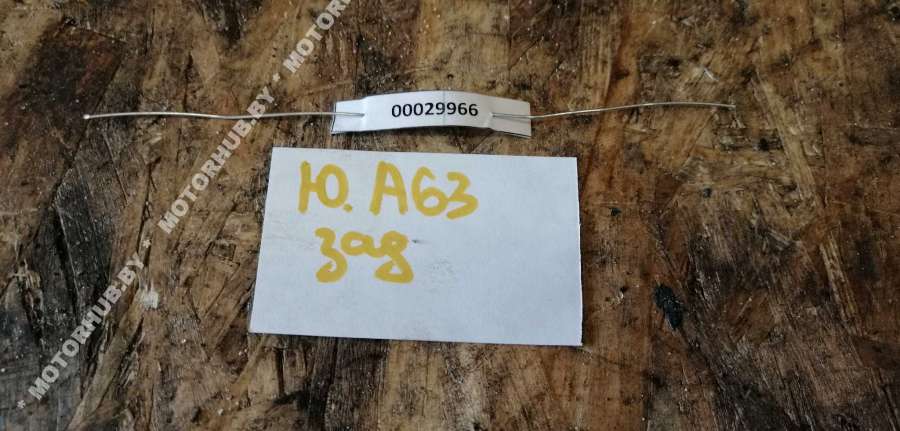 00029966
Ю. А63
зад
* MOTORHUB.BY * MOTORHUB.BY * MOTORHUB.BY *